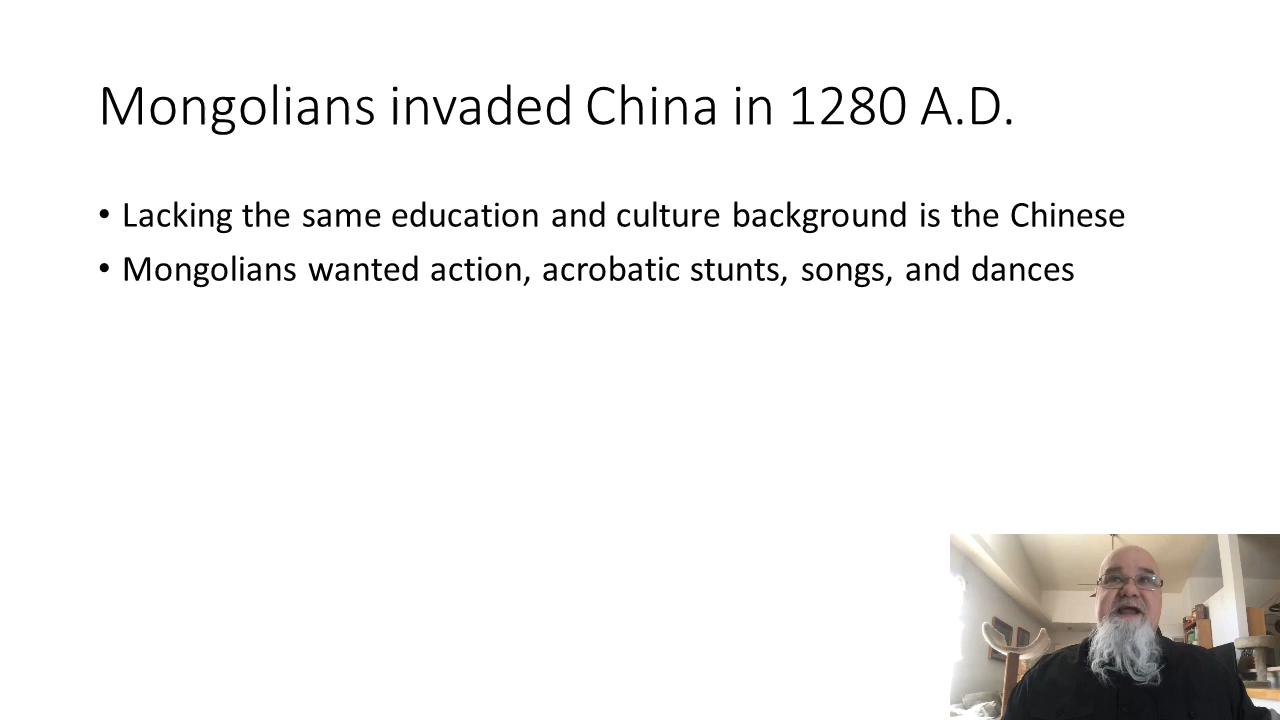 Mongolians invaded China in 1280 A.D.
• Lacking the same education and culture background is the Chinese
• Mongolians wanted action, acrobatic stunts, songs, and dances